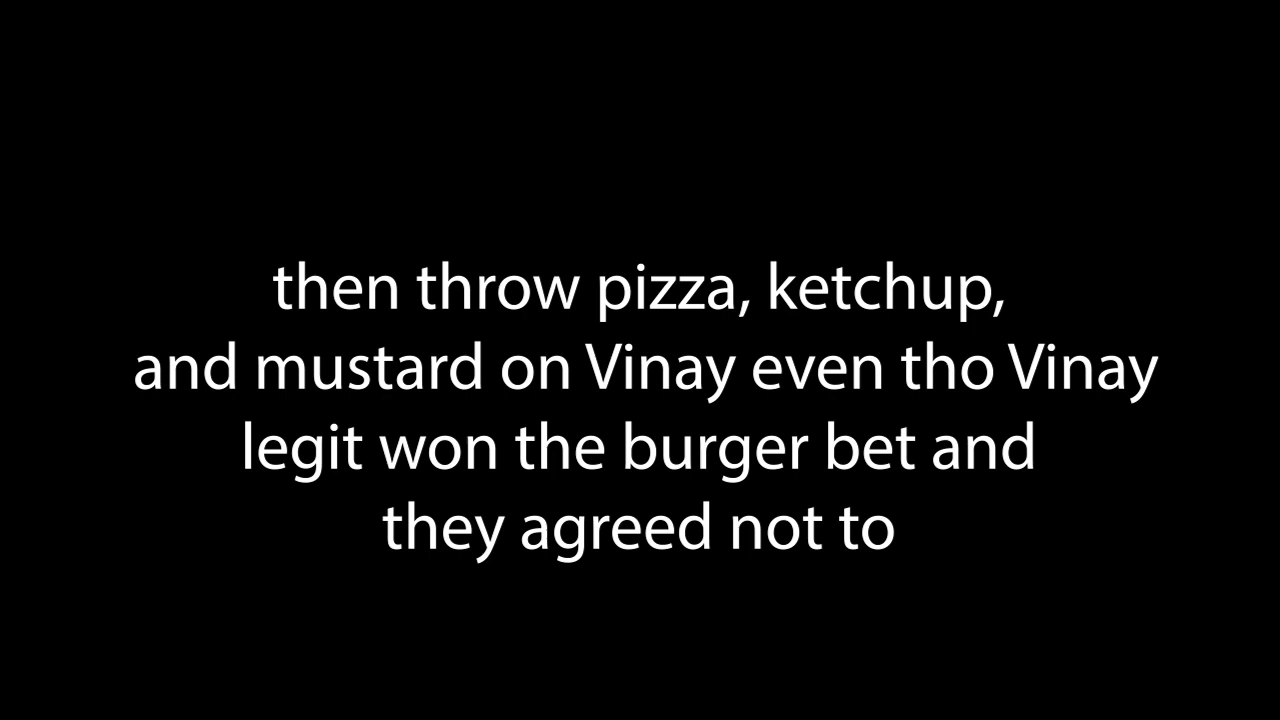 then throw pizza, ketchup,
and mustard on Vinay even tho Vinay
legit won the burger bet and
they agreed not to